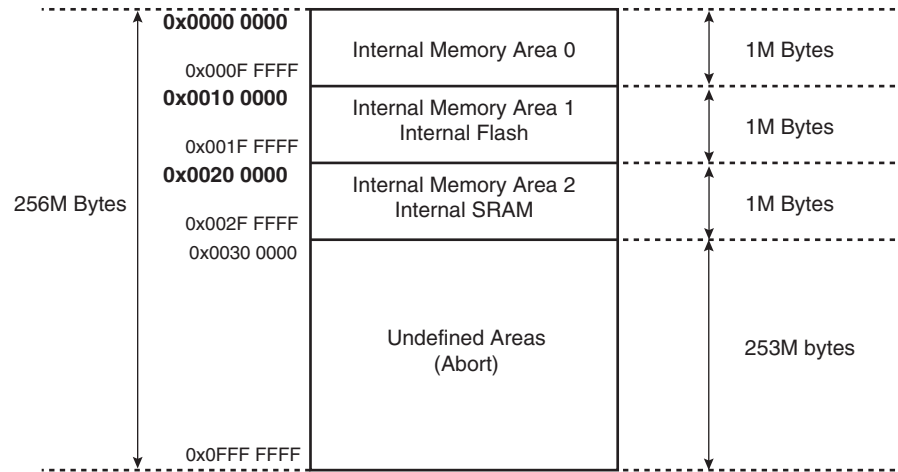 0x0000 0000
Internal Memory Area 0
1M Bytes
0x000F FFFF
0x0010 0000
Internal Memory Area 1
Internal Flash
1M Bytes
0x001F FFFF
0x0020 0000
Internal Memory Area 2
Internal SRAM
1M Bytes
256M Bytes
0x002F FFFF
0x0030 0000
Undefined Areas
(Abort)
253M bytes
0x0FFF FFFF